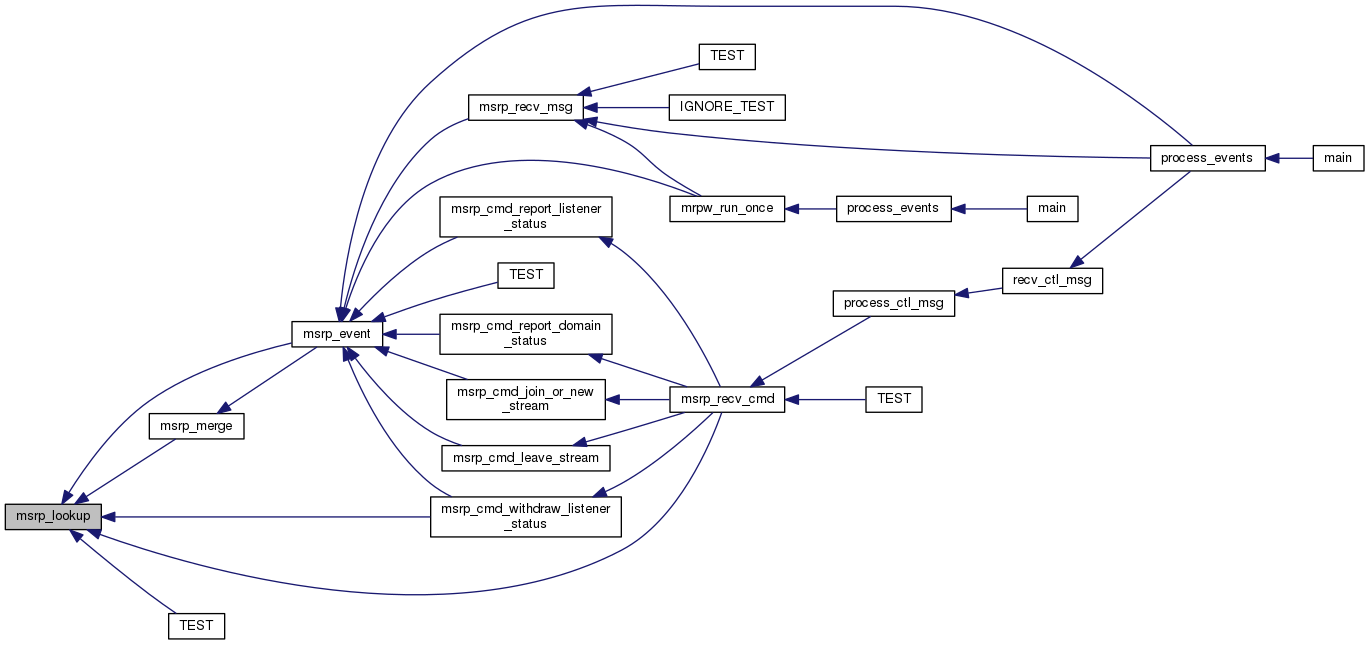 TEST
msrp_recv_msg
IGNORE_TEST
process_events
main
msrp_cmd_report_listener
_status
mrpw_run_once
process_events
main
TEST
recv_ctl_msg
process_ctl_msg
msrp_event
msrp_cmd_report_domain
_status
msrp_cmd_join_or_new
_stream
msrp_recv_cmd
TEST
msrp_merge
msrp_cmd_leave_stream
msrp_lookup
msrp_cmd_withdraw_listener
_status
TEST